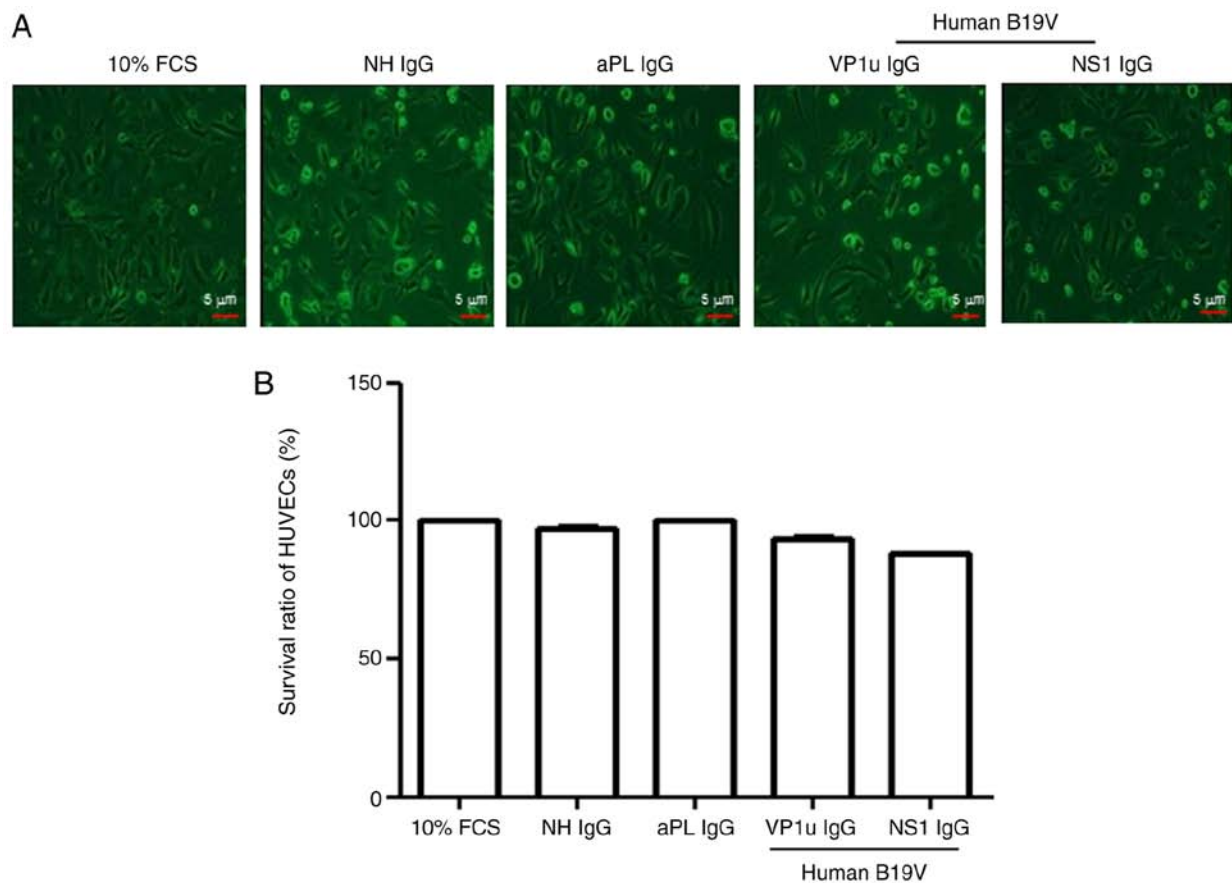 A
Human B19V
10% FCS NH IgG aPL IgG VP1u IgG NS1 IgG
5 μm 5 μm 5 μm 5 μm 5 μm
B
Survival ratio of HUVECs (%)
150
100
50
0
10% FCS NH IgG aPL IgG VP1u IgG NS1 IgG
Human B19V